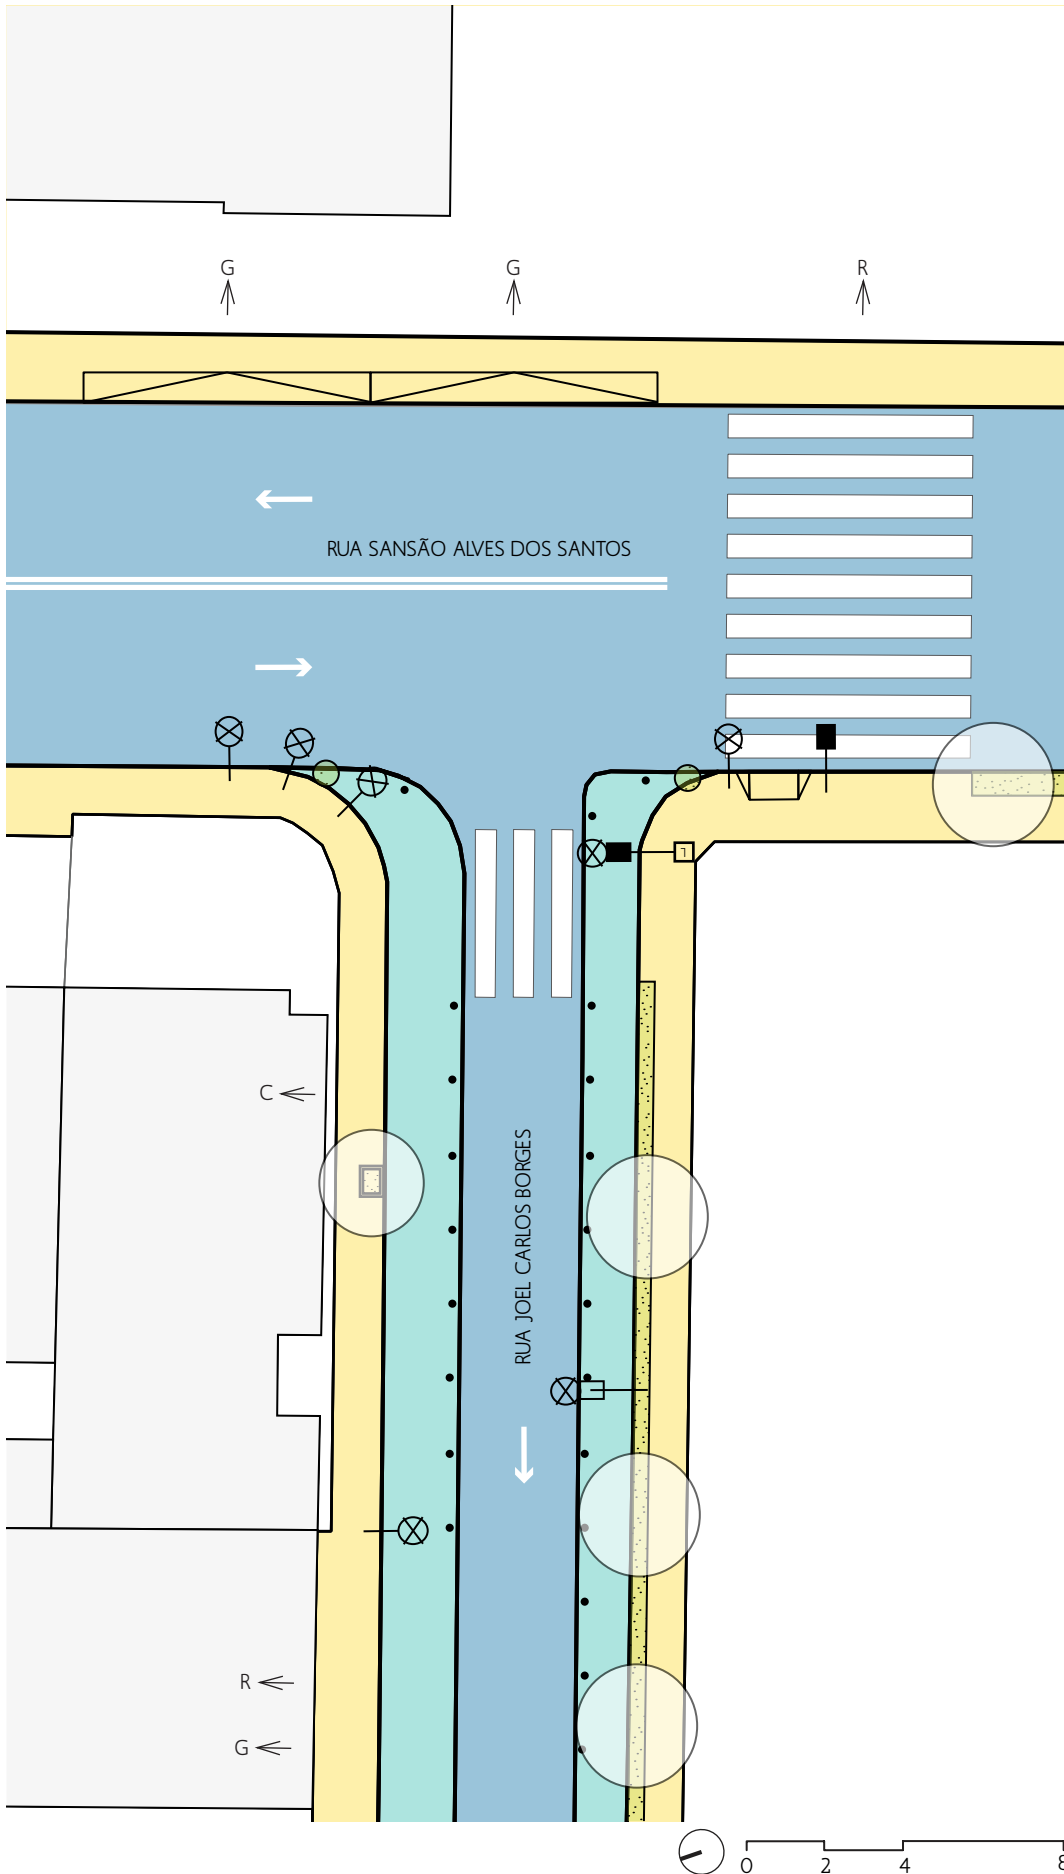 G G R
RUA SANSÃO ALVES DOS SANTOS
C
RUA JOEL CARLOS BORGES
R
G
0 2 4 8